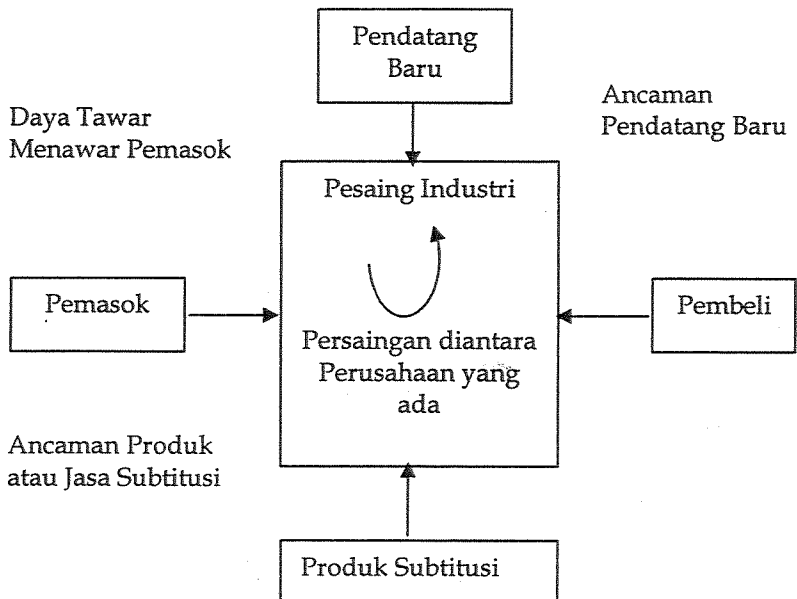 Pendatang
Baru
Ancaman
Pendatang Baru
Daya Tawar
Menawar Pemasok
Pesaing Industri
Pemasok
Pembeli
Persaingan diantara
Perusahaan yang
ada
Ancaman Produk
atau Jasa Subtitusi
Produk Subtitusi